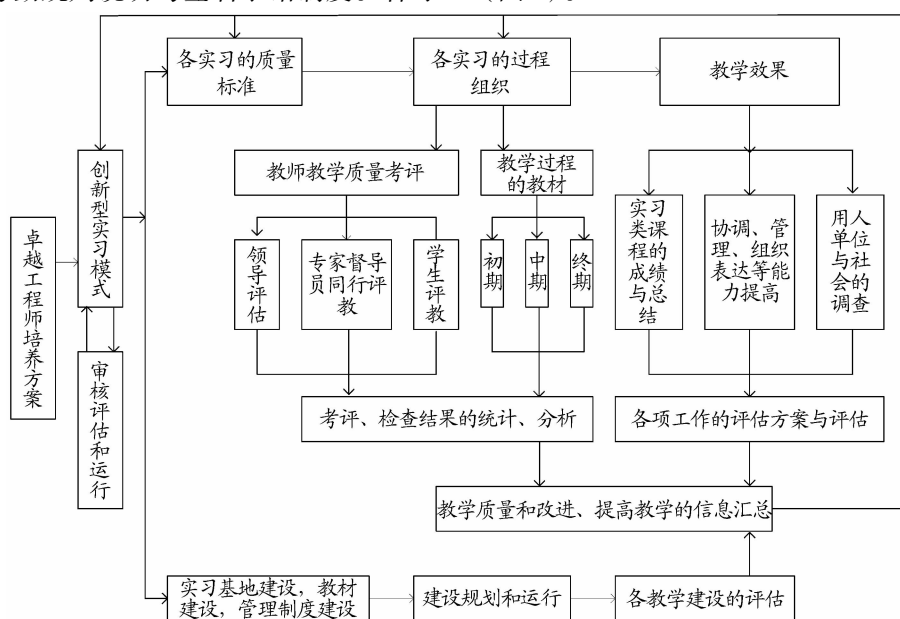 各实习的质量
标准
各实习的过程
组织
教学效果
创新型实习模式
教师教学质量考评
教学过程
的教材
卓越工程师培养方案
领导评估
专家督导
员同行评
教
学生评教
初期
中期
终期
实习
类课
程的
成绩
与总
结
协调、管
理、组织
表达等能
力提高
用人
单位
与社
会的
调查
审核评估和运行
考评、检查结果的统计、分析
各项工作的评估方案与评估
教学质量和改进、提高教学的信息汇总
实习基地建设，教材
建设，管理制度建设
建设规划和运行
各教学建设的评估